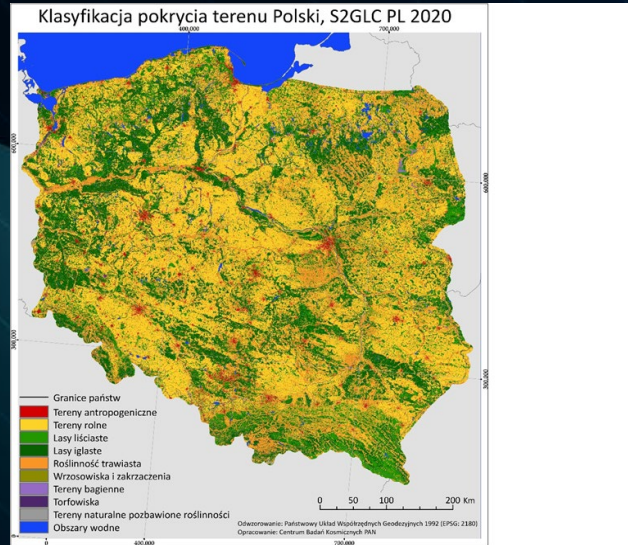 Klasyfikacja pokrycia terenu Polski, S2GLC PL 2020
400,000
700,000
600,000
600,000
300,000
300,000
Granice państw
Tereny antropogeniczne
Tereny rolne
Lasy liściaste
Lasy iglaste
Roślinność trawiasta
Wrzosowiska i zakrzaczenia
Tereny bagienne
Torfowiska
Tereny naturalne pozbawione roślinności
Obszary wodne
0 50 100 200 Km
Odwzorowanie: Państwowy Układ Współrzędnych Geodezyjnych 1992 (EPSG: 2180)
Opracowanie: Centrum Badań Kosmicznych PAN
400,000
700,000